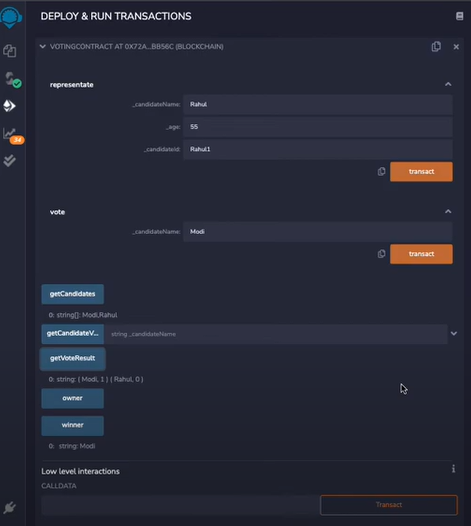 DEPLOY & RUN TRANSACTIONS
VOTINGCONTRACT AT 0X72A...BB56C (BLOCKCHAIN)
representate
_candidateName: Rahul
_age: 55
_candidateId: Rahul1
transact
vote
_candidateName: Modi
transact
getCandidates
0: string[]: Modi,Rahul
getCandidateV... string _candidateName
getVoteResult
0: string: ( Modi, 1 ) ( Rahul, 0 )
owner
winner
0: string: Modi
Low level interactions
CALLDATA
Transact